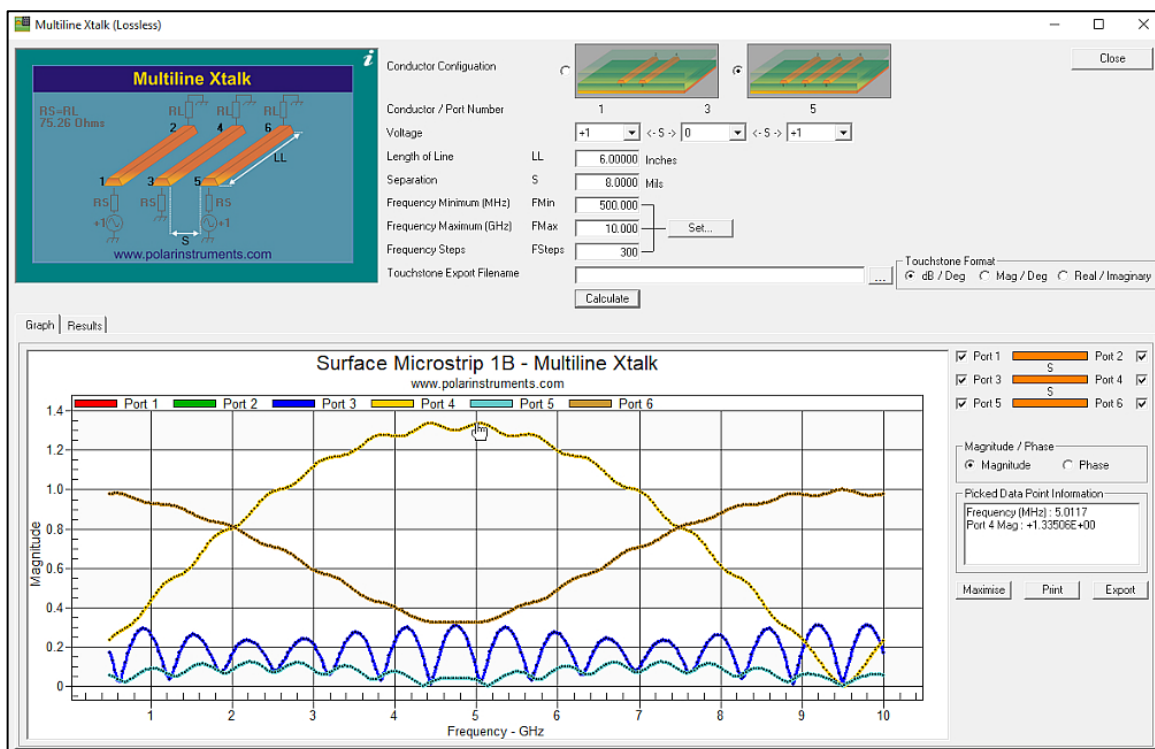 Multiline Xtalk (Lossless)
i
Multiline Xtalk
RS=RL
75.26 Ohms
RL RL RL
2 4 6
LL
1 3 5
RS RS RS
+1 +1
S
www.polarinstruments.com
Conductor Configuation
Close
Conductor / Port Number 1 3 5
Voltage +1 <- S -> 0 <- S -> +1
Length of Line LL 6.00000 Inches
Separation S 8.0000 Mils
Frequency Minimum (MHz) FMin 500.000
Frequency Maximum (GHz) FMax 10.000 Set...
Frequency Steps FSteps 300
Touchstone Export Filename ...
Touchstone Format
dB / Deg Mag / Deg Real / Imaginary
Calculate
Graph Results
Surface Microstrip 1B - Multiline Xtalk
www.polarinstruments.com
Port 1 Port 2 Port 3 Port 4 Port 5 Port 6
1.4
1.2
1.0
0.8
0.6
0.4
0.2
0
Magnitude
1 2 3 4 5 6 7 8 9 10
Frequency - GHz
Port 1 Port 2
S
Port 3 Port 4
S
Port 5 Port 6
Magnitude / Phase
Magnitude Phase
Picked Data Point Information
Frequency (MHz) : 5.0117
Port 4 Mag : +1.33506E+00
Maximise Print Export